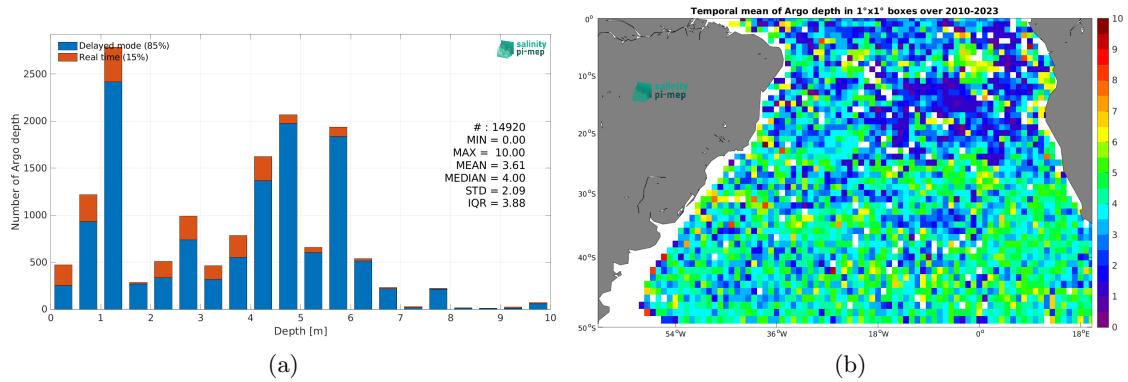 Delayed mode (85%)
Real time (15%)
salinity
pi-mep
# : 14920
MIN = 0.00
MAX = 10.00
MEAN = 3.61
MEDIAN = 4.00
STD = 2.09
IQR = 3.88
Number of Argo depth
2500
2000
1500
1000
500
0
0 1 2 3 4 5 6 7 8 9 10
Depth [m]
(a)
Temporal mean of Argo depth in 1°x1° boxes over 2010-2023
salinity
pi-mep
0°
10°S
20°S
30°S
40°S
50°S
54°W 36°W 18°W 0° 18°E
10
9
8
7
6
5
4
3
2
1
0
(b)